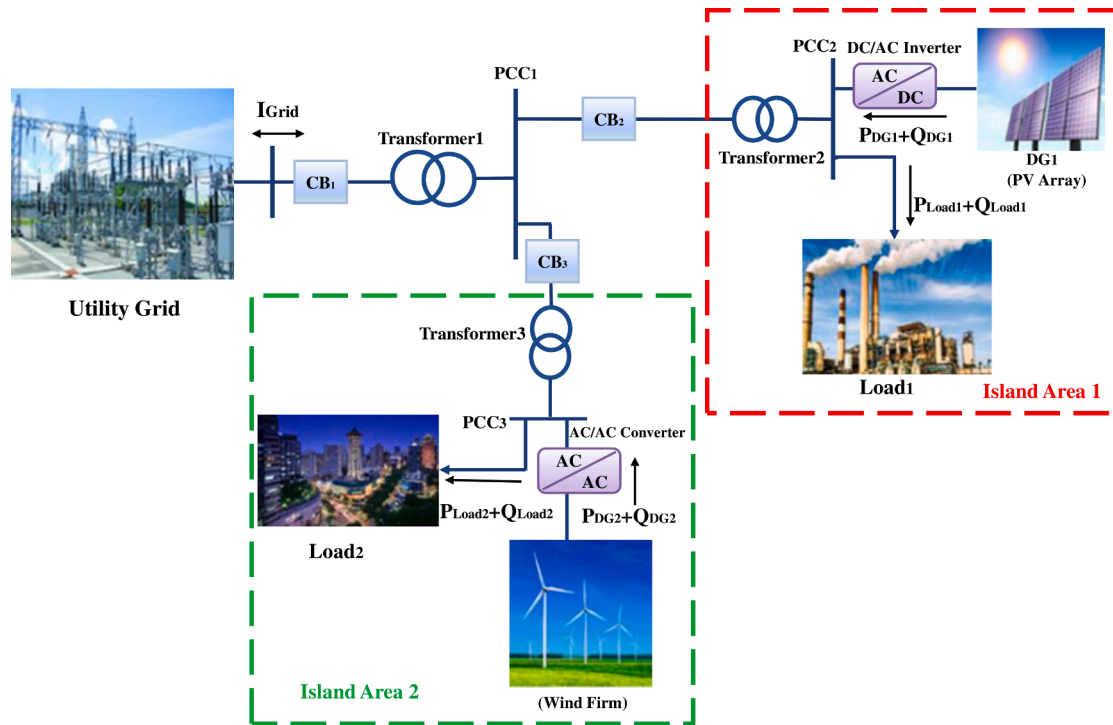 PCC2
DC/AC Inverter
AC
DC
PDG1+QDG1
DG1
(PV Array)
Transformer2
PLoad1+QLoad1
Load1
Island Area 1
PCC1
CB2
IGrid
Transformer1
CB1
CB3
Utility Grid
Transformer3
PCC3
AC/AC Converter
AC
AC
PLoad2+QLoad2
PDG2+QDG2
Load2
(Wind Firm)
Island Area 2